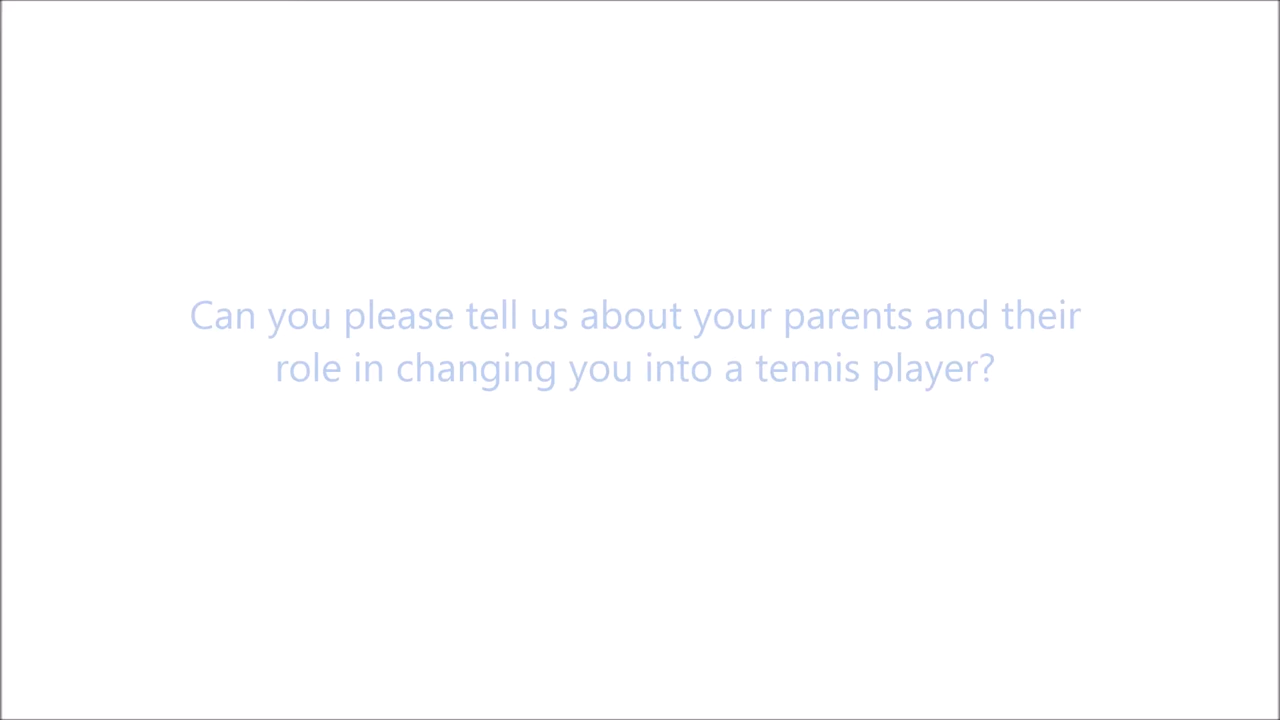 Can you please tell us about your parents and their
role in changing you into a tennis player?